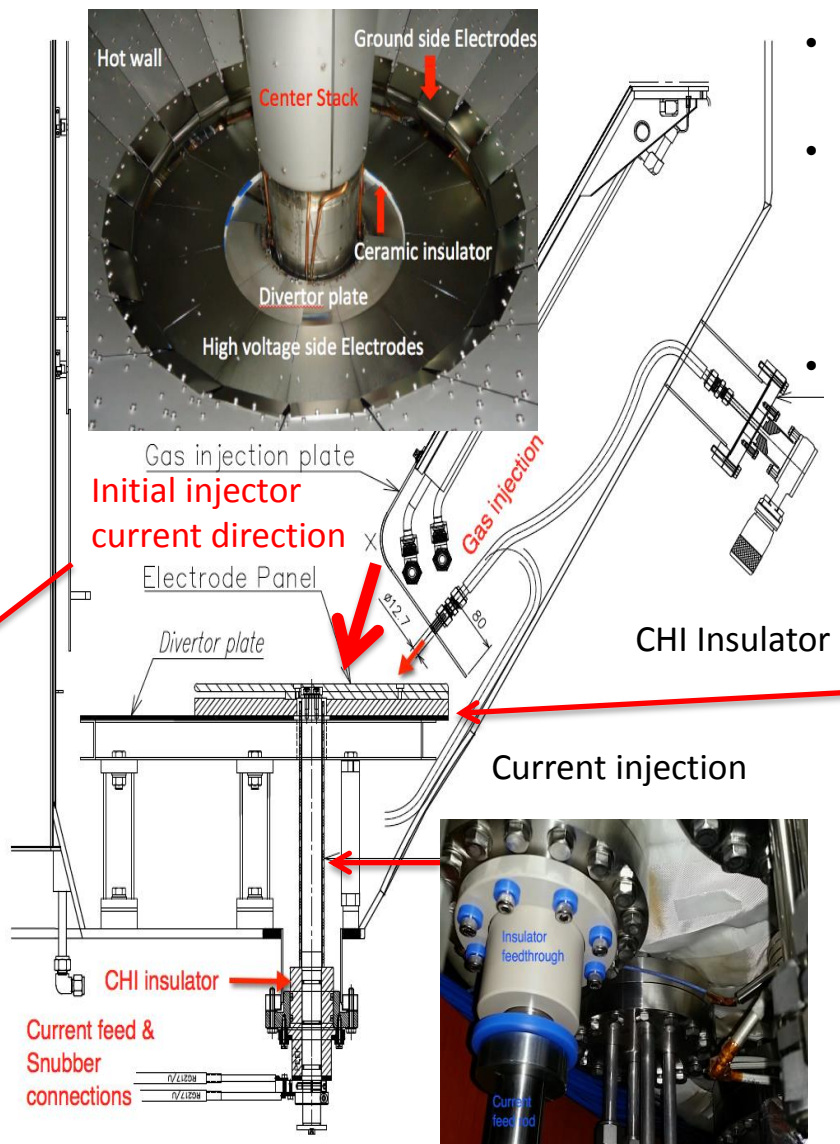 Hot wall
Ground side Electrodes
Center Stack
Ceramic insulator
Divertor plate
High voltage side Electrodes
Gas injection plate
Initial injector
current direction
Gas injection
Electrode Panel
ø12.7
80
Divertor plate
CHI Insulator
Current injection
CHI insulator
Insulator
feedthrough
Current feed &
Snubber
connections
RG217/U
RG217/U
Current
feed rod